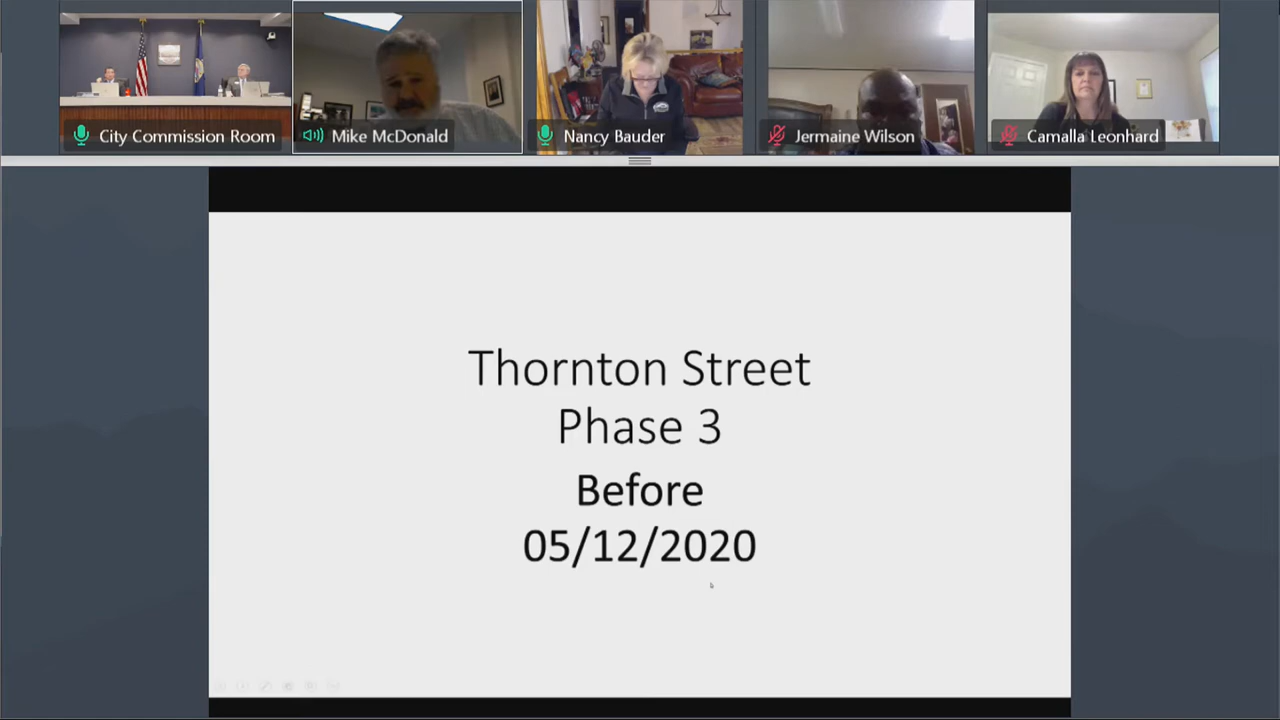 City Commission Room
Mike McDonald
Nancy Bauder
Jermaine Wilson
Camalla Leonhard
Thornton Street
Phase 3
Before
05/12/2020